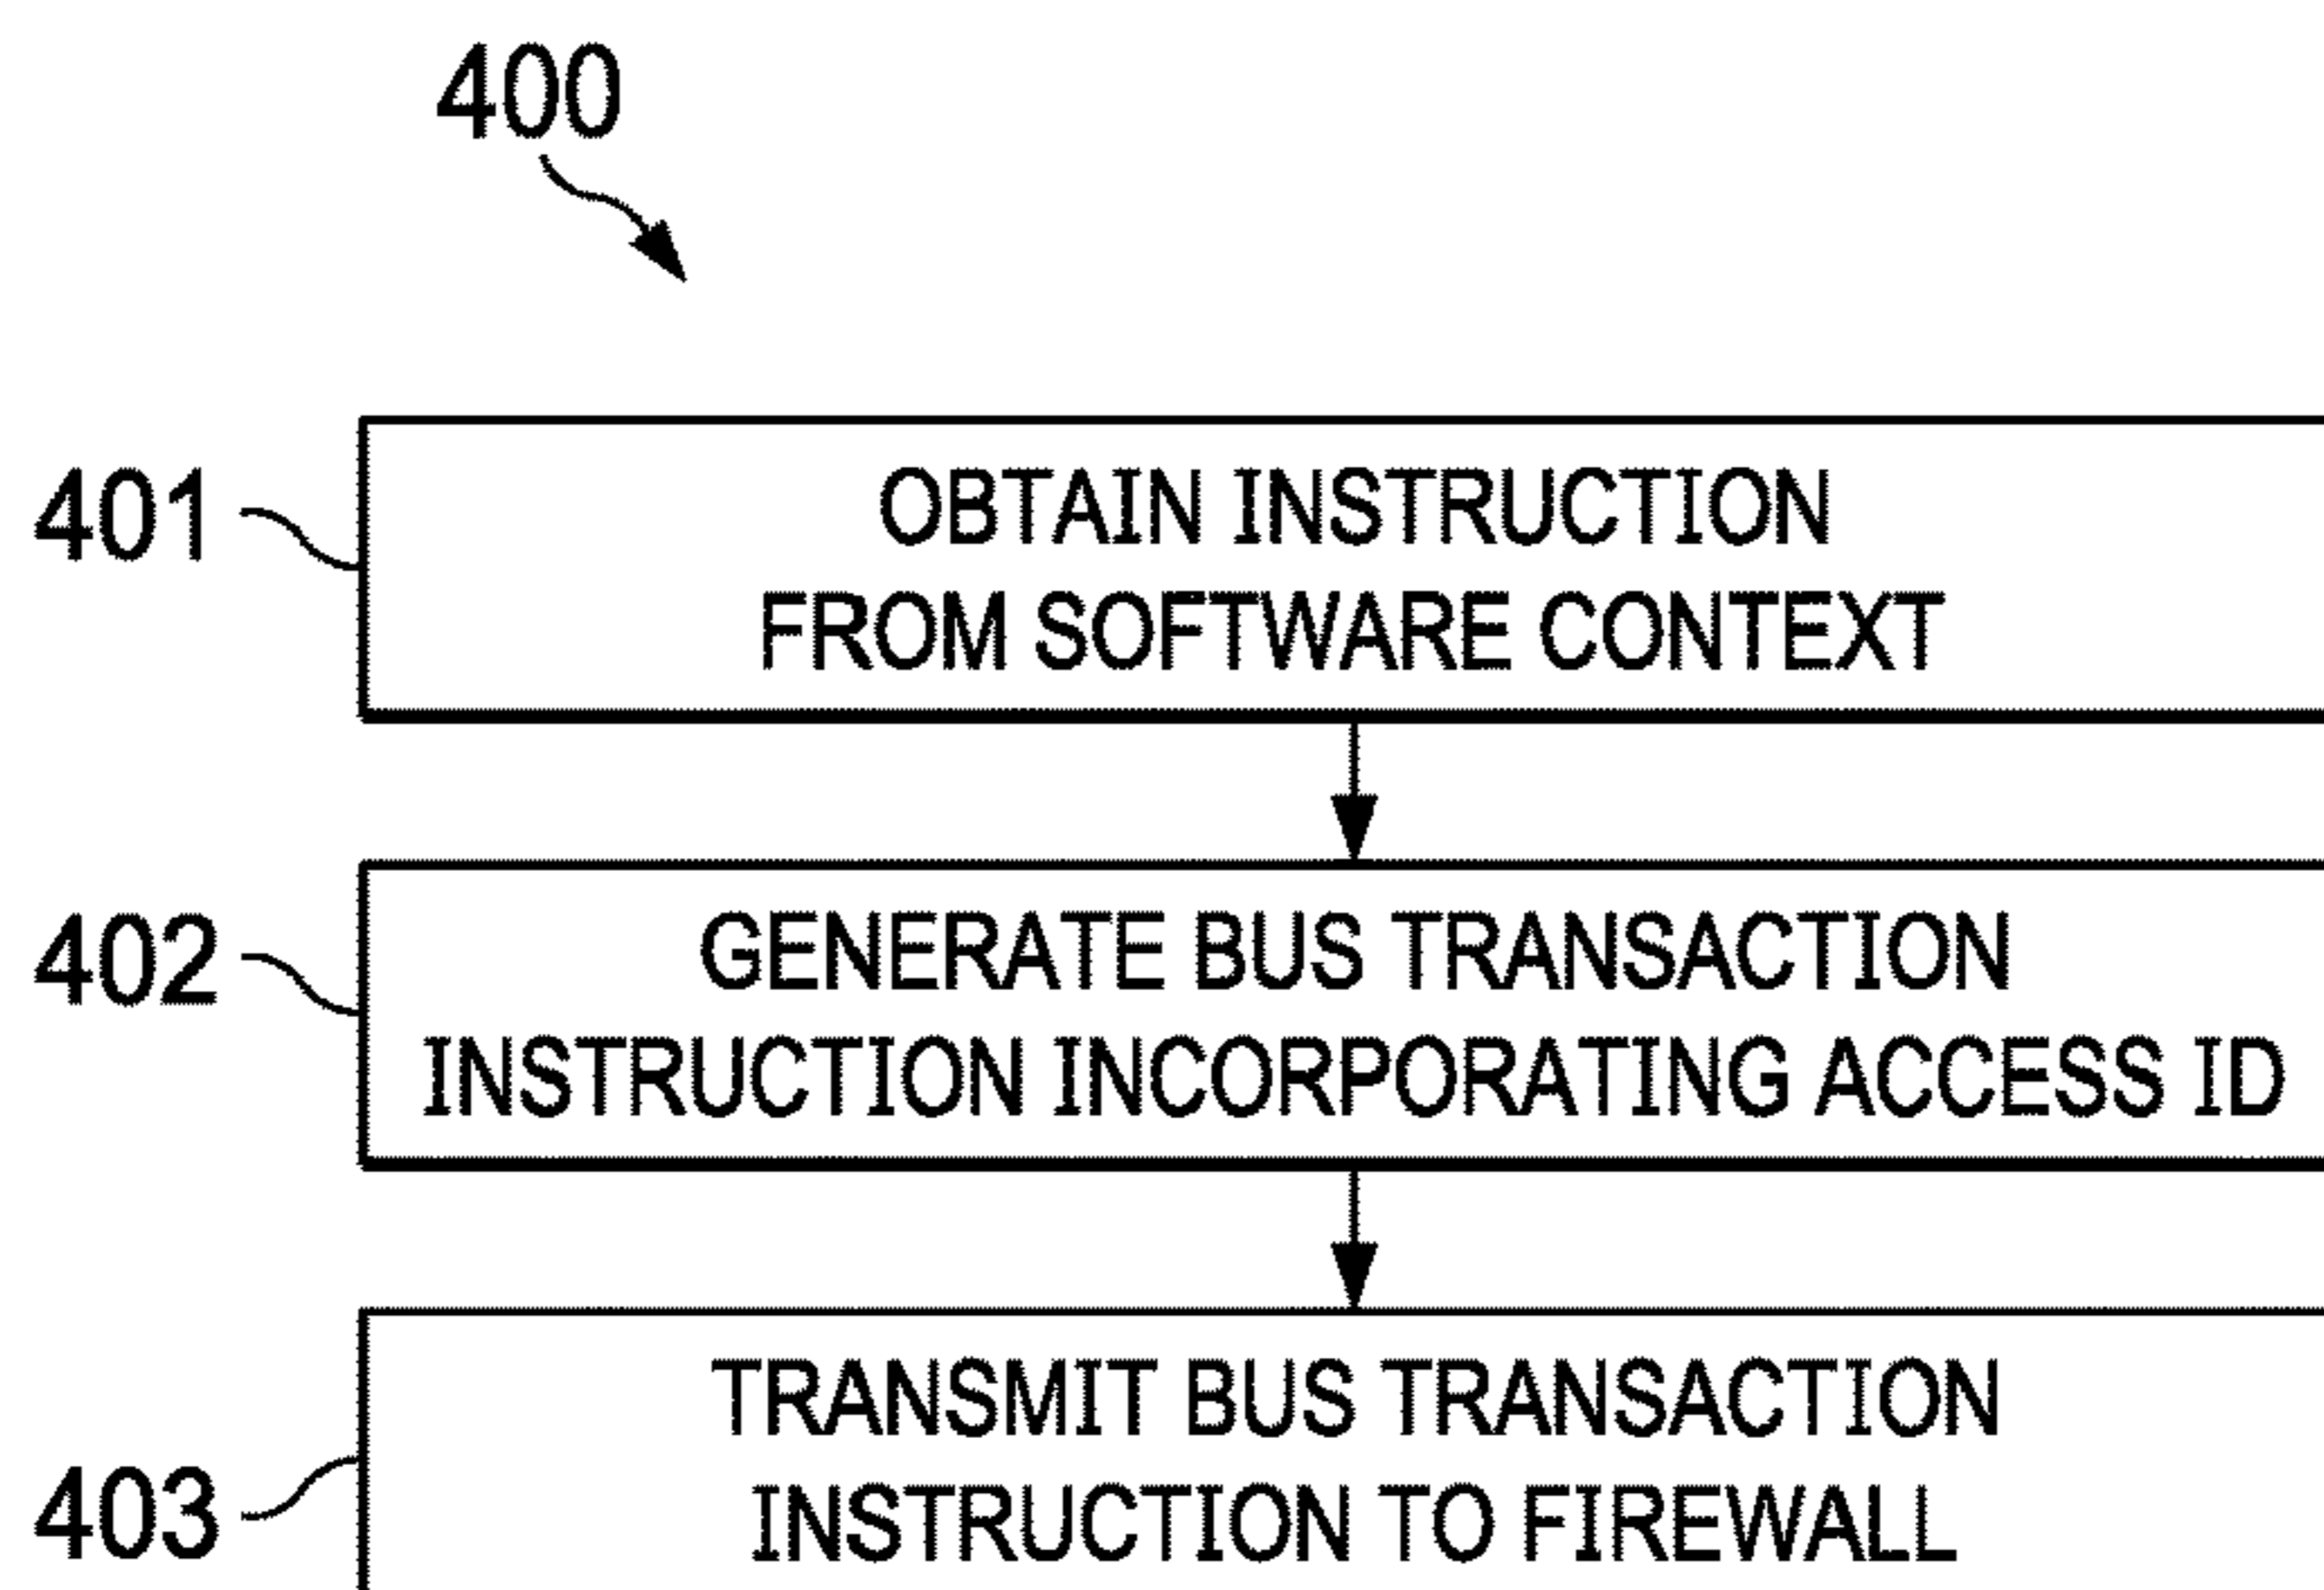 400
401
OBTAIN INSTRUCTION
FROM SOFTWARE CONTEXT
402
GENERATE BUS TRANSACTION
INSTRUCTION INCORPORATING ACCESS ID
403
TRANSMIT BUS TRANSACTION
INSTRUCTION TO FIREWALL